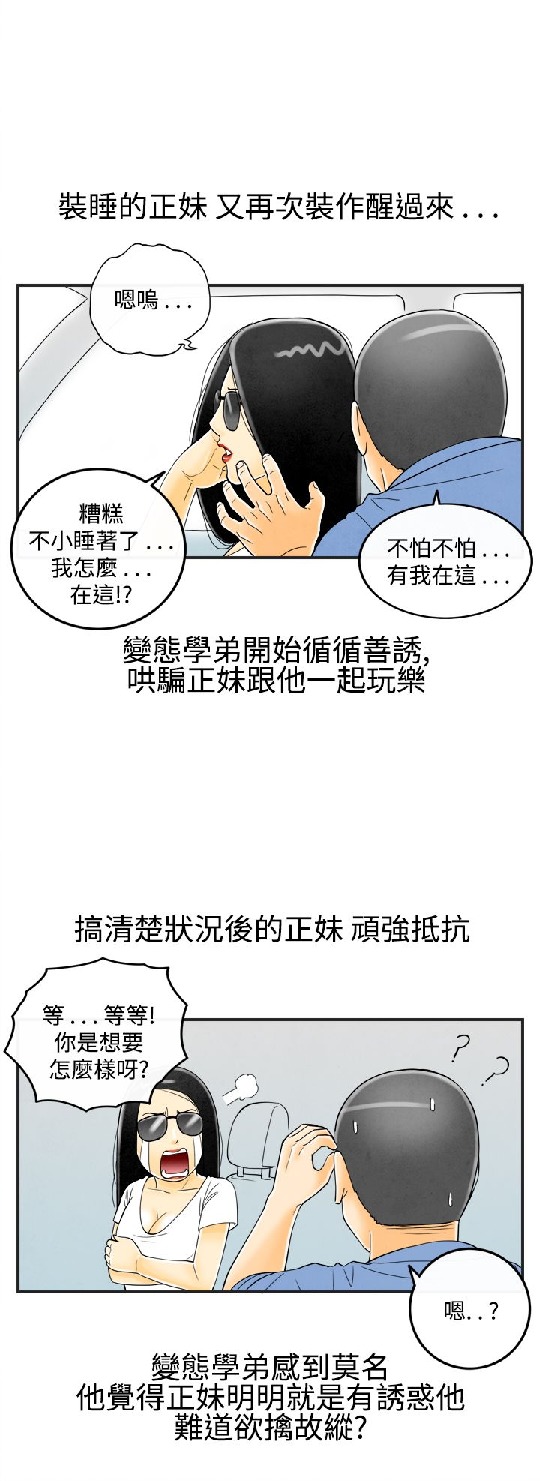 裝睡的正妹 又再次裝作醒過來 . . .
嗯嗚 . . .
糟糕
不小睡著了 . . .
我怎麼 . . .
在這!?
不怕不怕 . . .
有我在這 . . .
變態學弟開始循循善誘,
哄騙正妹跟他一起玩樂
搞清楚狀況後的正妹 頑強抵抗
等 . . . 等等!
你是想要
怎麼樣呀?
? ?
嗯. . ?
變態學弟感到莫名
他覺得正妹明明就是有誘惑他
難道欲擒故縱?